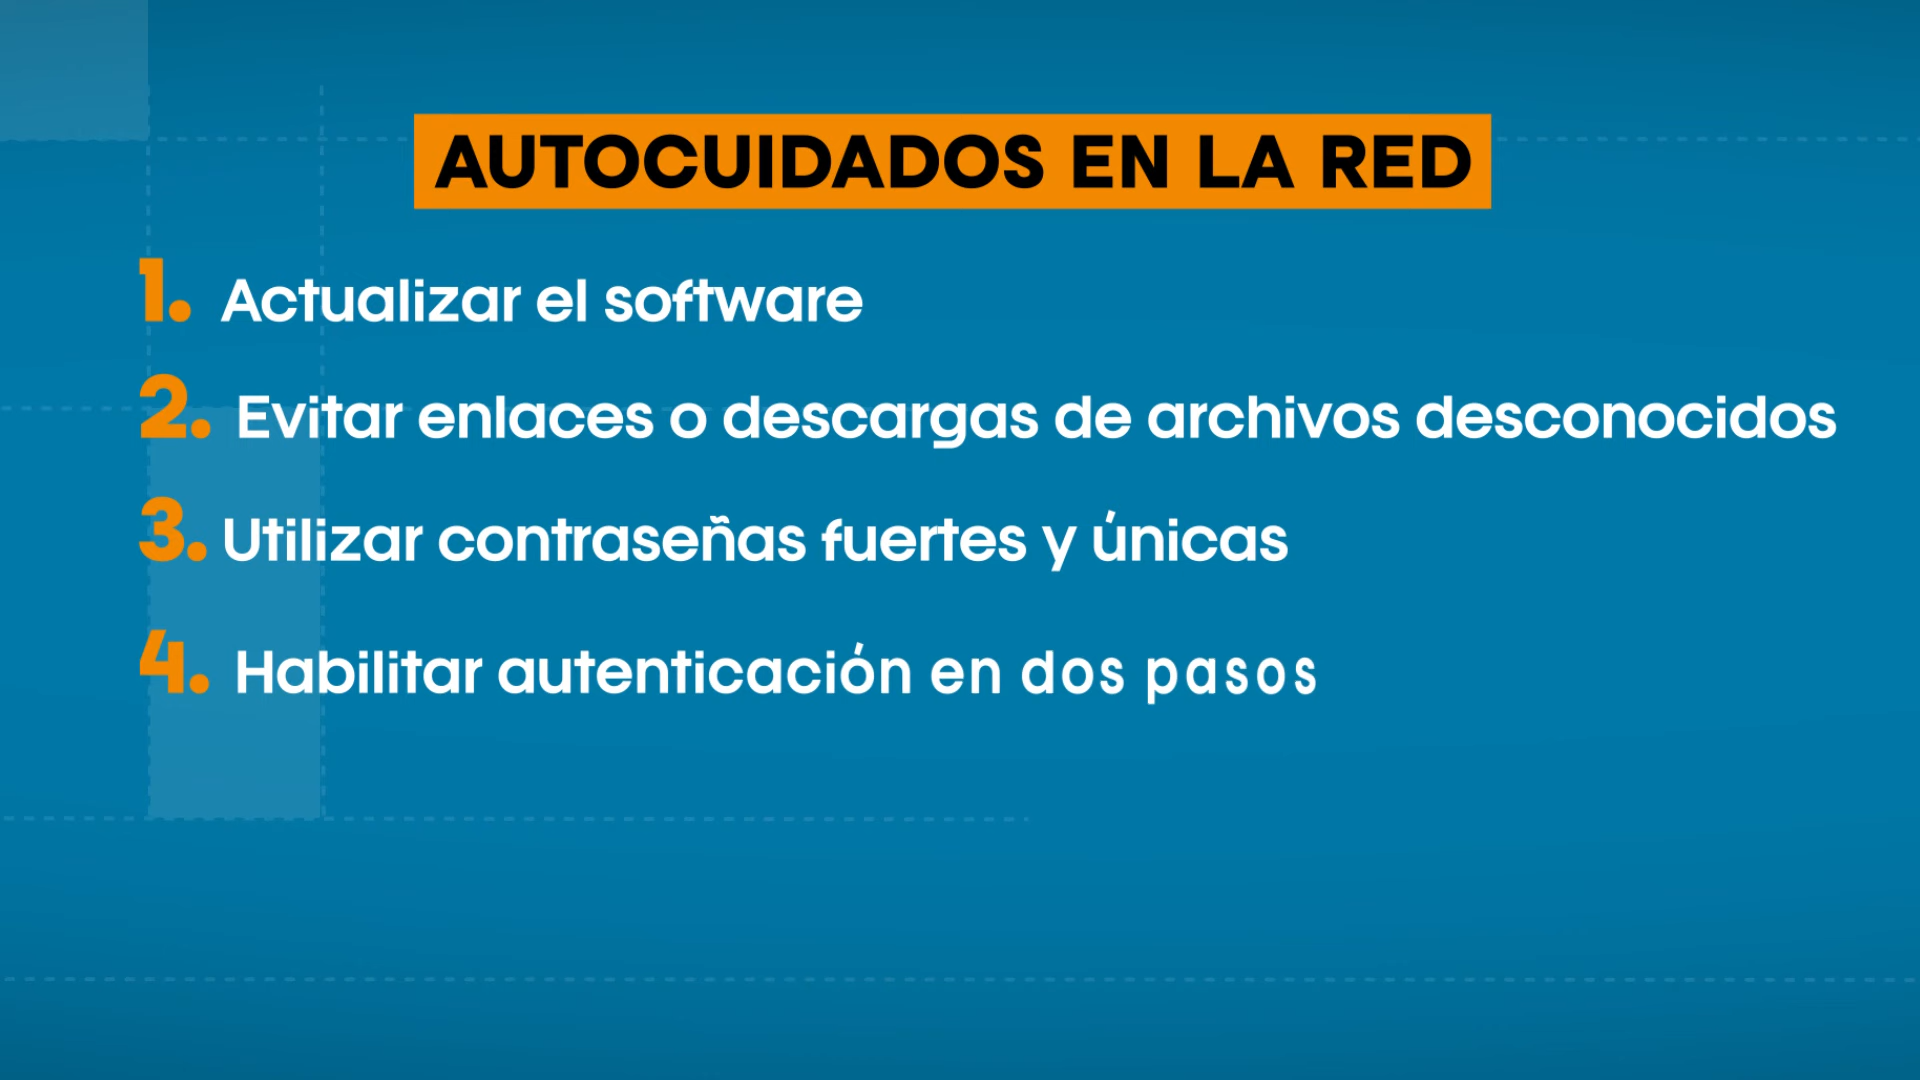 AUTOCUIDADOS EN LA RED
1. Actualizar el software
2. Evitar enlaces o descargas de archivos desconocidos
3. Utilizar contraseñas fuertes y únicas
4. Habilitar autenticación en dos pasos